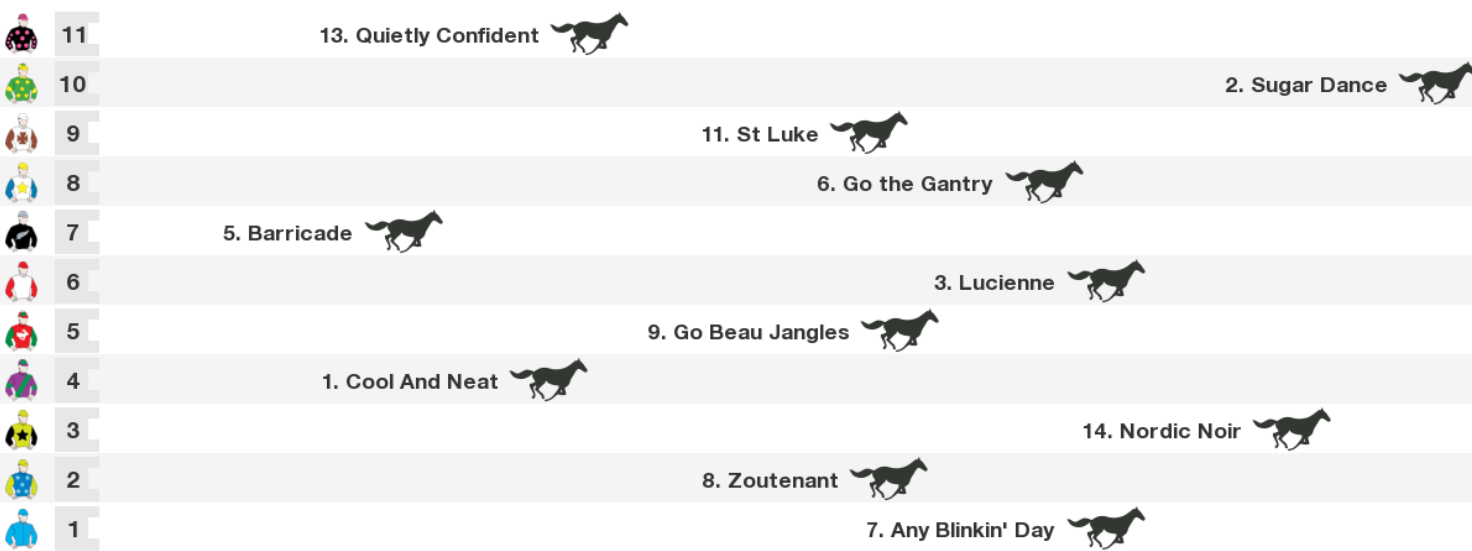 11 13. Quietly Confident
10 2. Sugar Dance
9 11. St Luke
8 6. Go the Gantry
7 5. Barricade
6 3. Lucienne
5 9. Go Beau Jangles
4 1. Cool And Neat
3 14. Nordic Noir
2 8. Zoutenant
1 7. Any Blinkin' Day